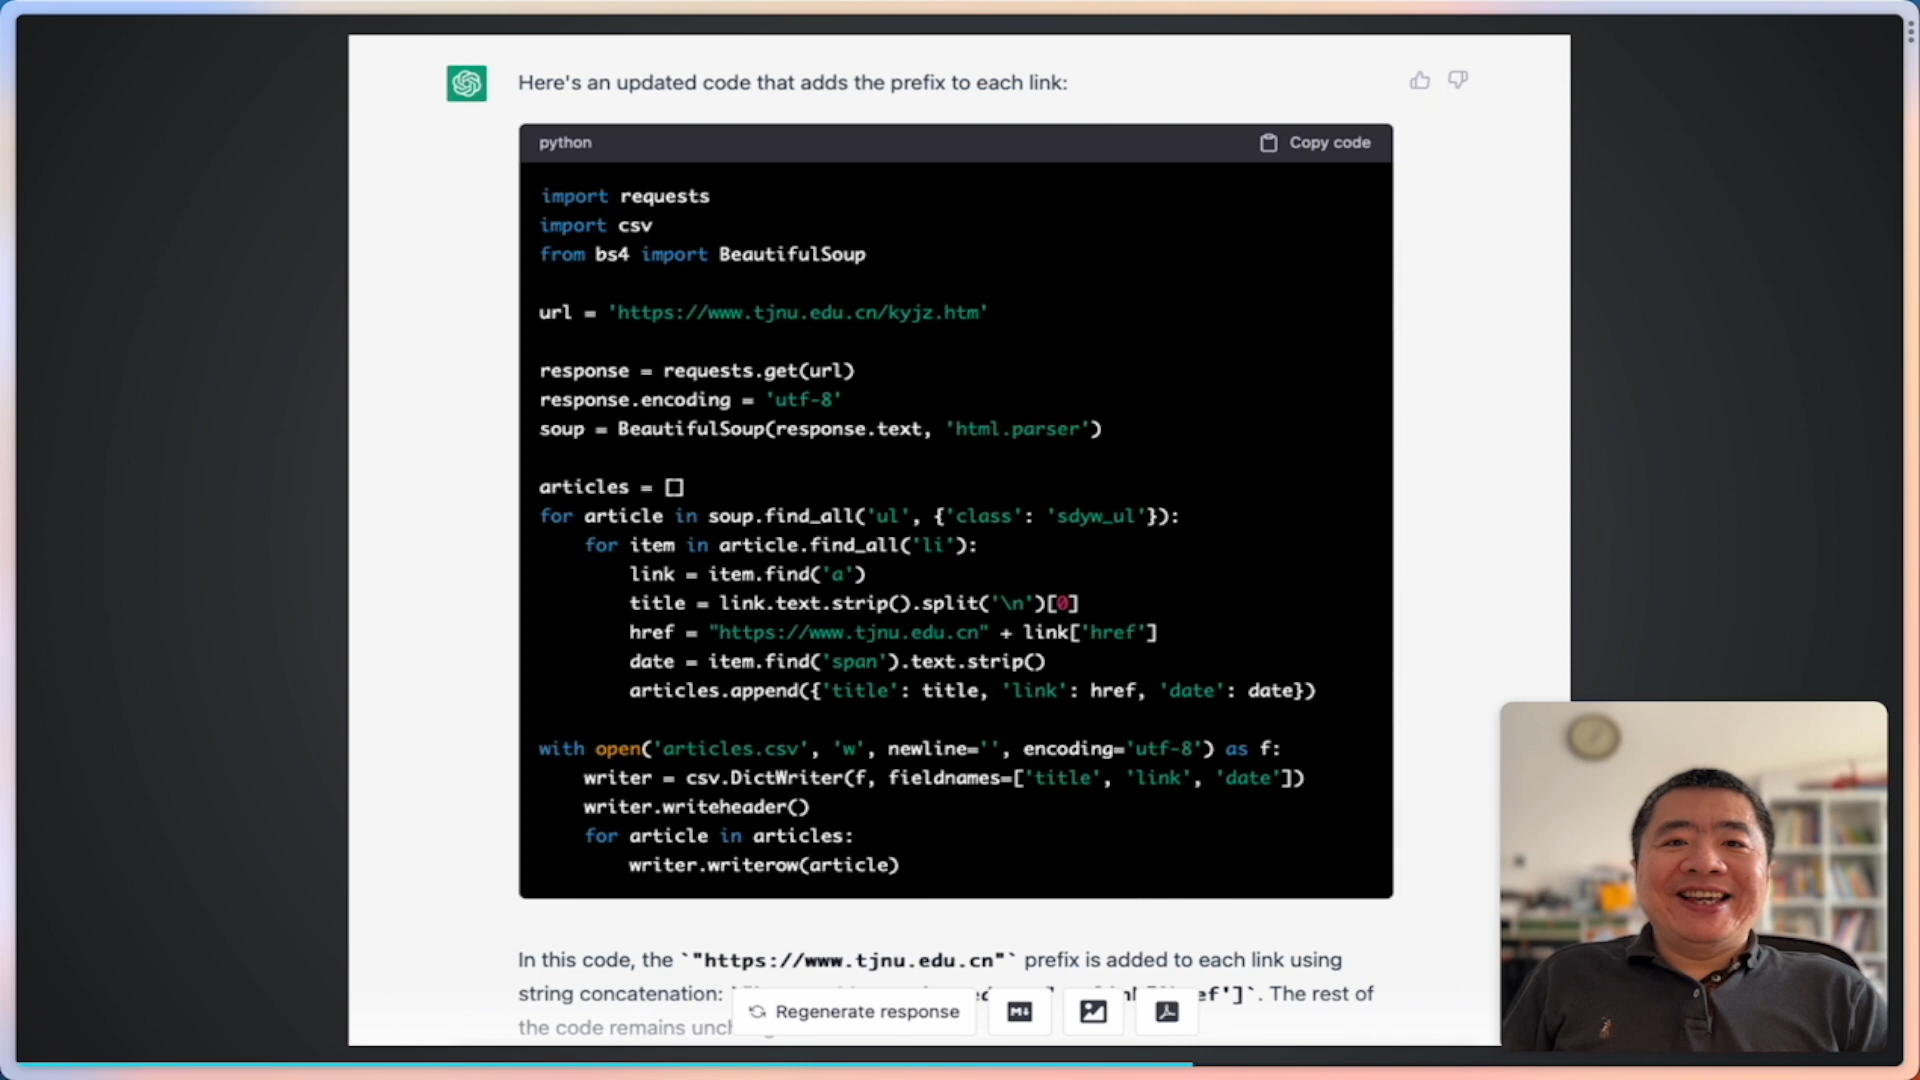 Here's an updated code that adds the prefix to each link:
python
Copy code
import requests
import csv
from bs4 import BeautifulSoup
url = 'https://www.tjnu.edu.cn/kyjz.htm'
response = requests.get(url)
response.encoding = 'utf-8'
soup = BeautifulSoup(response.text, 'html.parser')
articles = []
for article in soup.find_all('ul', {'class': 'sdyw_ul'}):
    for item in article.find_all('li'):
        link = item.find('a')
        title = link.text.strip().split('\n')[0]
        href = "https://www.tjnu.edu.cn" + link['href']
        date = item.find('span').text.strip()
        articles.append({'title': title, 'link': href, 'date': date})
with open('articles.csv', 'w', newline='', encoding='utf-8') as f:
    writer = csv.DictWriter(f, fieldnames=['title', 'link', 'date'])
    writer.writeheader()
    for article in articles:
        writer.writerow(article)
In this code, the `"https://www.tjnu.edu.cn"` prefix is added to each link using
string concatenation: ef']`. The rest of
the code remains
Regenerate response
M↓